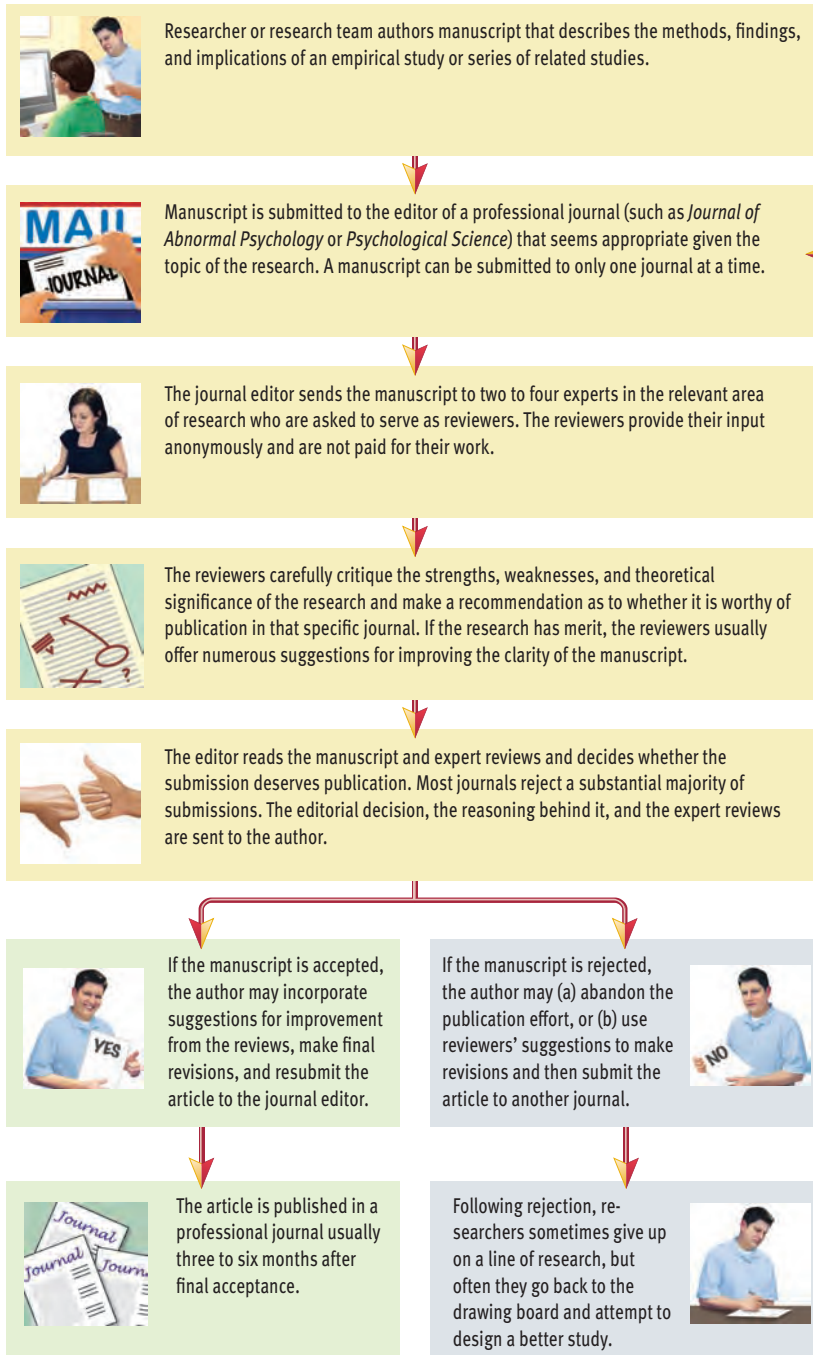 Researcher or research team authors manuscript that describes the methods, findings,
and implications of an empirical study or series of related studies.
MAIL
JOURNAL
Manuscript is submitted to the editor of a professional journal (such as Journal of
Abnormal Psychology or Psychological Science) that seems appropriate given the
topic of the research. A manuscript can be submitted to only one journal at a time.
The journal editor sends the manuscript to two to four experts in the relevant area
of research who are asked to serve as reviewers. The reviewers provide their input
anonymously and are not paid for their work.
?
The reviewers carefully critique the strengths, weaknesses, and theoretical
significance of the research and make a recommendation as to whether it is worthy of
publication in that specific journal. If the research has merit, the reviewers usually
offer numerous suggestions for improving the clarity of the manuscript.
The editor reads the manuscript and expert reviews and decides whether the
submission deserves publication. Most journals reject a substantial majority of
submissions. The editorial decision, the reasoning behind it, and the expert reviews
are sent to the author.
YES
If the manuscript is accepted,
the author may incorporate
suggestions for improvement
from the reviews, make final
revisions, and resubmit the
article to the journal editor.
If the manuscript is rejected,
the author may (a) abandon the
publication effort, or (b) use
reviewers’ suggestions to make
revisions and then submit the
article to another journal.
NO
Journal
Journal
Journ
The article is published in a
professional journal usually
three to six months after
final acceptance.
Following rejection, re-
searchers sometimes give up
on a line of research, but
often they go back to the
drawing board and attempt to
design a better study.